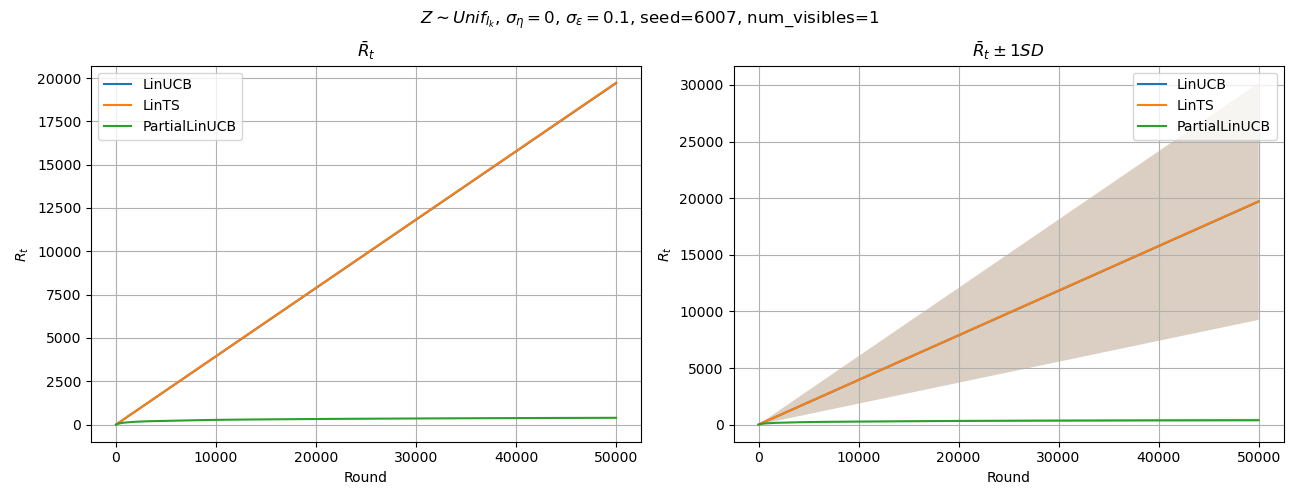 Z ∼ Unif_{I_k}, σ_η = 0, σ_ε = 0.1, seed=6007, num_visibles=1
R̄_t
20000
17500
15000
12500
10000
7500
5000
2500
0
R_t
LinUCB
LinTS
PartialLinUCB
0
10000
20000
30000
40000
50000
Round
R̄_t ± 1SD
30000
25000
20000
15000
10000
5000
0
R_t
LinUCB
LinTS
PartialLinUCB
0
10000
20000
30000
40000
50000
Round